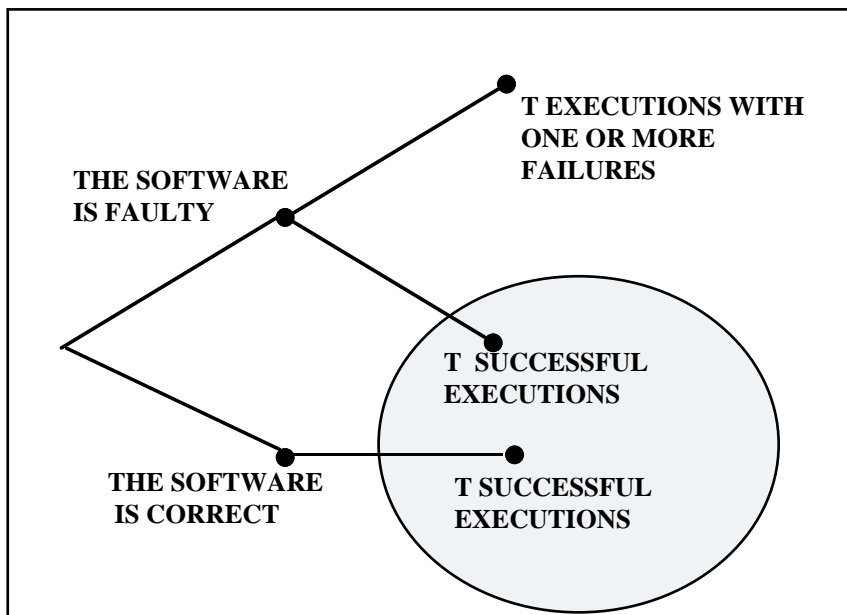 T EXECUTIONS WITH
ONE OR MORE
FAILURES
THE SOFTWARE
IS FAULTY
T SUCCESSFUL
EXECUTIONS
THE SOFTWARE
IS CORRECT
T SUCCESSFUL
EXECUTIONS